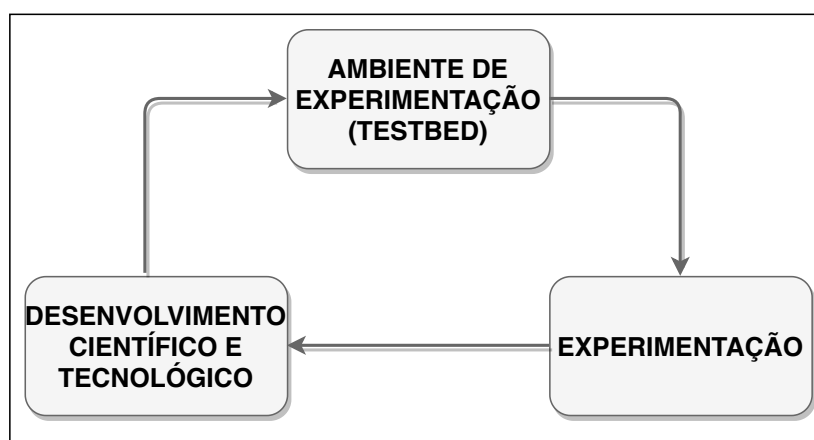 AMBIENTE DE
EXPERIMENTAÇÃO
(TESTBED)
DESENVOLVIMENTO
CIENTÍFICO E
TECNOLÓGICO
EXPERIMENTAÇÃO